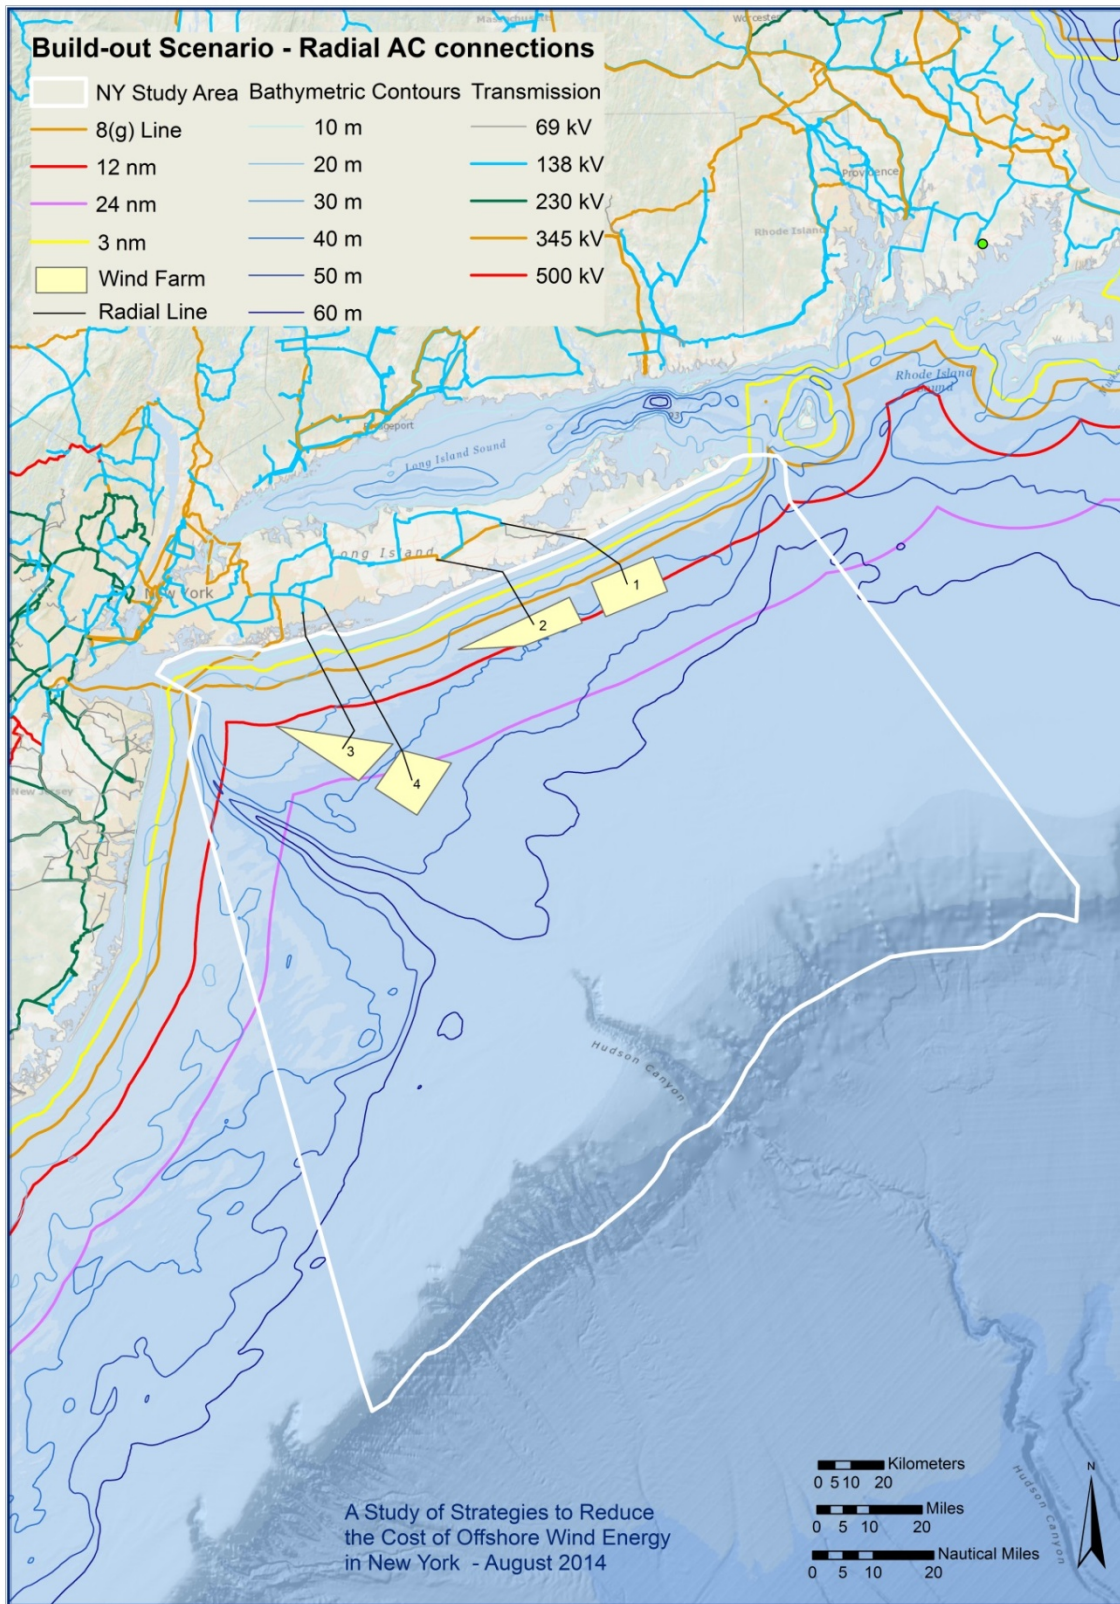 Massachusetts
Worcester
Build-out Scenario - Radial AC connections
NY Study Area
Bathymetric Contours
Transmission
8(g) Line
10 m
69 kV
12 nm
20 m
138 kV
24 nm
30 m
230 kV
3 nm
40 m
345 kV
Wind Farm
50 m
500 kV
Radial Line
60 m
Providence
Rhode Island
Rhode Island
Sound
Long Island Sound
Long Island
New York
1
2
3
4
New Jersey
Hudson Canyon
Hudson Canyon
A Study of Strategies to Reduce
the Cost of Offshore Wind Energy
in New York - August 2014
Kilometers
0 5 10 20
Miles
0 5 10 20
Nautical Miles
0 5 10 20
N